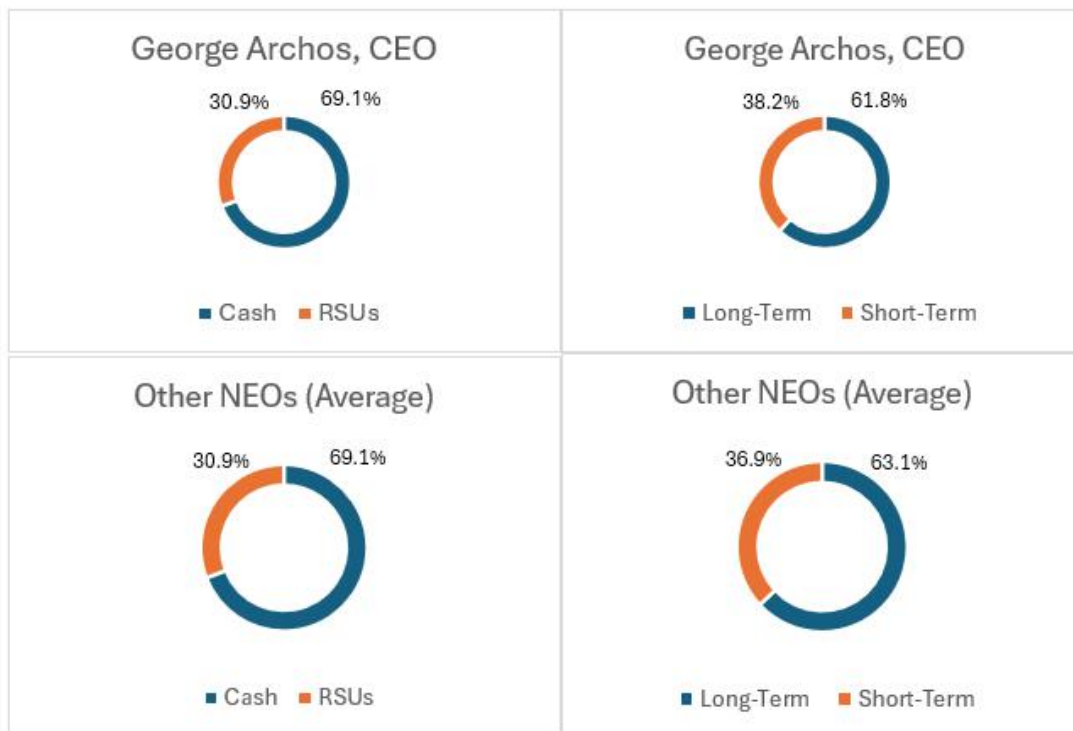 George Archos, CEO
30.9% 69.1%
Cash RSUs
George Archos, CEO
38.2% 61.8%
Long-Term Short-Term
Other NEOs (Average)
30.9% 69.1%
Cash RSUs
Other NEOs (Average)
36.9% 63.1%
Long-Term Short-Term